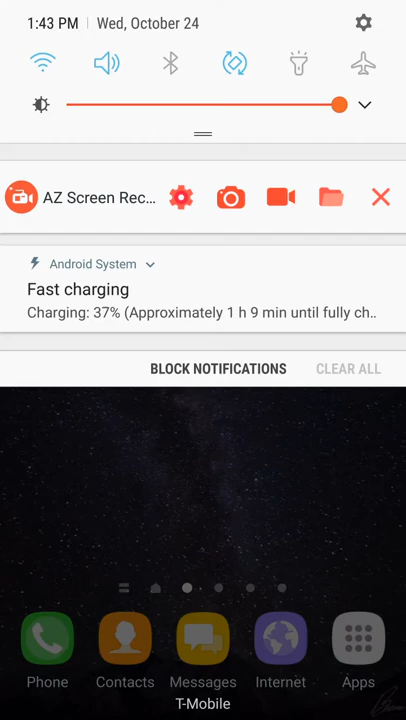 1:43 PM Wed, October 24
AZ Screen Rec...
Android System
Fast charging
Charging: 37% (Approximately 1 h 9 min until fully ch..
BLOCK NOTIFICATIONS CLEAR ALL
Phone Contacts Messages Internet Apps
T-Mobile